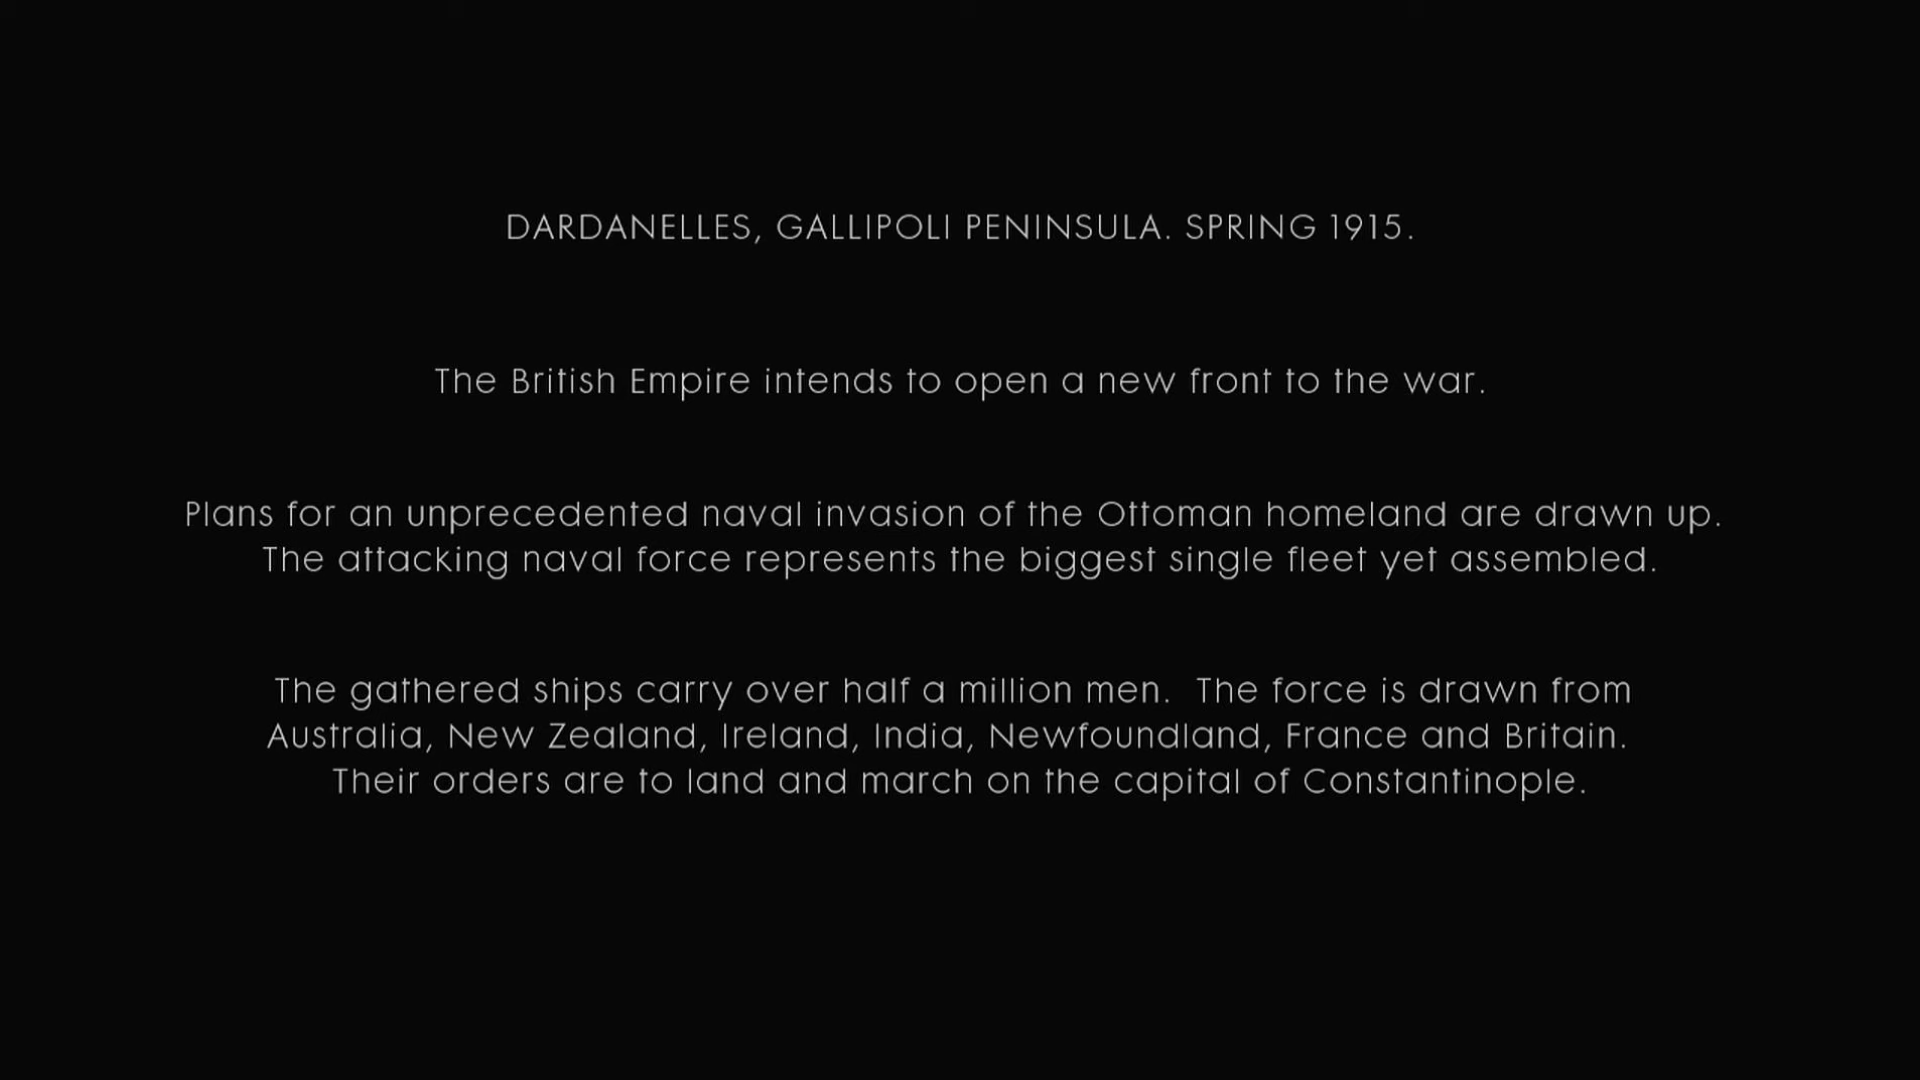 DARDANELLES, GALLIPOLI PENINSULA. SPRING 1915.
The British Empire intends to open a new front to the war.
Plans for an unprecedented naval invasion of the Ottoman homeland are drawn up.
The attacking naval force represents the biggest single fleet yet assembled.
The gathered ships carry over half a million men.  The force is drawn from
Australia, New Zealand, Ireland, India, Newfoundland, France and Britain.
Their orders are to land and march on the capital of Constantinople.